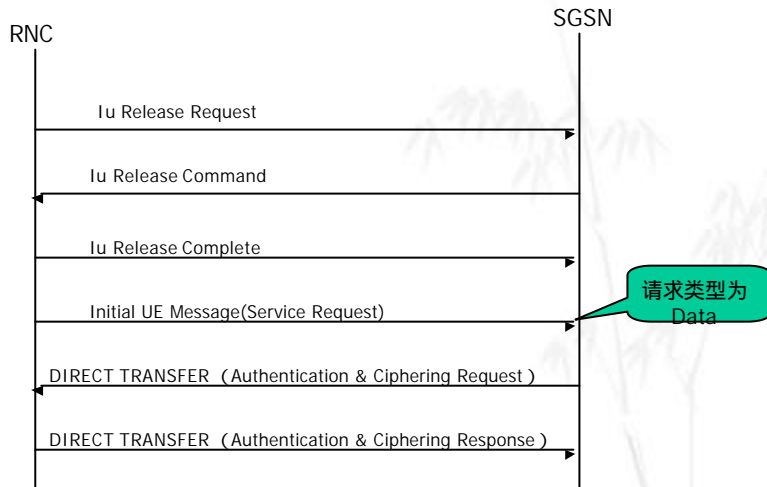 RNC
SGSN
Iu Release Request
Iu Release Command
Iu Release Complete
Initial UE Message(Service Request)
请求类型为
Data
DIRECT TRANSFER （Authentication & Ciphering Request）
DIRECT TRANSFER （Authentication & Ciphering Response）